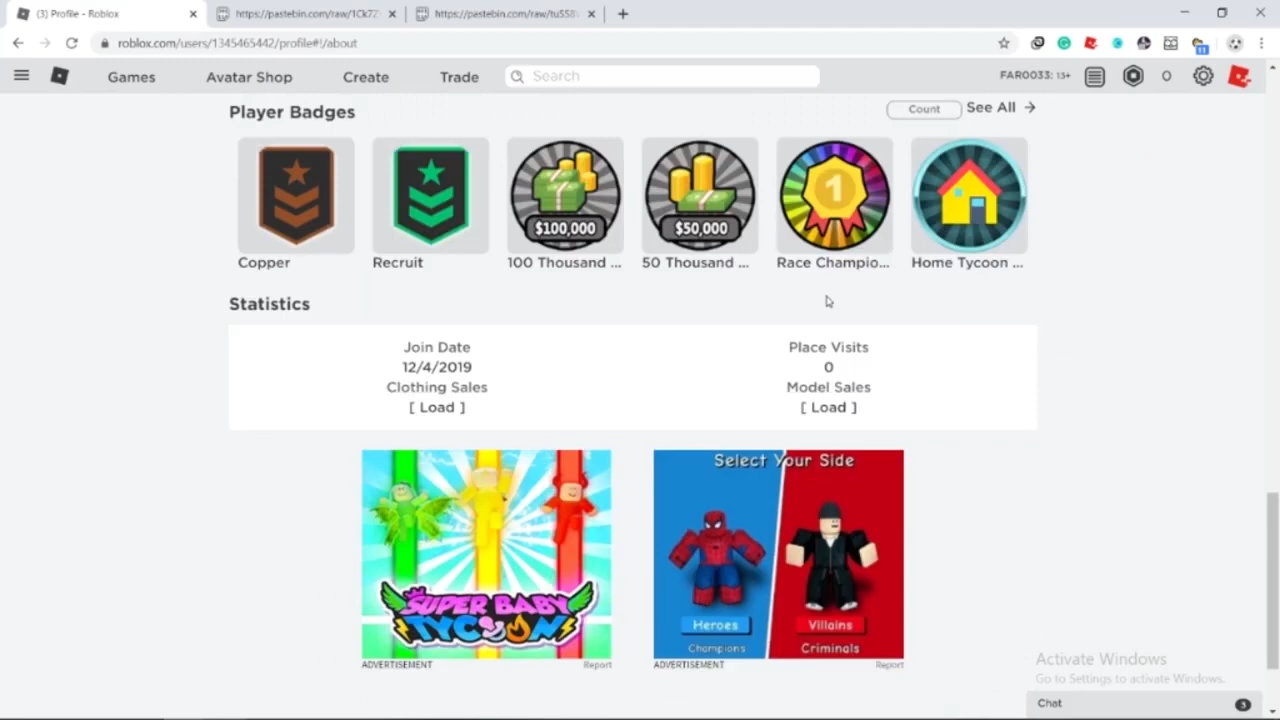 (3) Profile - Roblox
https://pastebin.com/raw/1Ck7Z
https://pastebin.com/raw/tuS58
roblox.com/users/1345465442/profile#!/about
11
Games
Avatar Shop
Create
Trade
Search
FAR0033: 13+
0
Player Badges
Count
See All →
$100,000
$50,000
1
Copper
Recruit
100 Thousand ...
50 Thousand ...
Race Champio...
Home Tycoon ...
Statistics
Join Date
12/4/2019
Clothing Sales
[ Load ]
Place Visits
0
Model Sales
[ Load ]
SUPER BABY
TYCOON
Select Your Side
Heroes
Villains
Champions
Criminals
ADVERTISEMENT
Report
ADVERTISEMENT
Report
Activate Windows
Go to Settings to activate Windows.
Chat
3